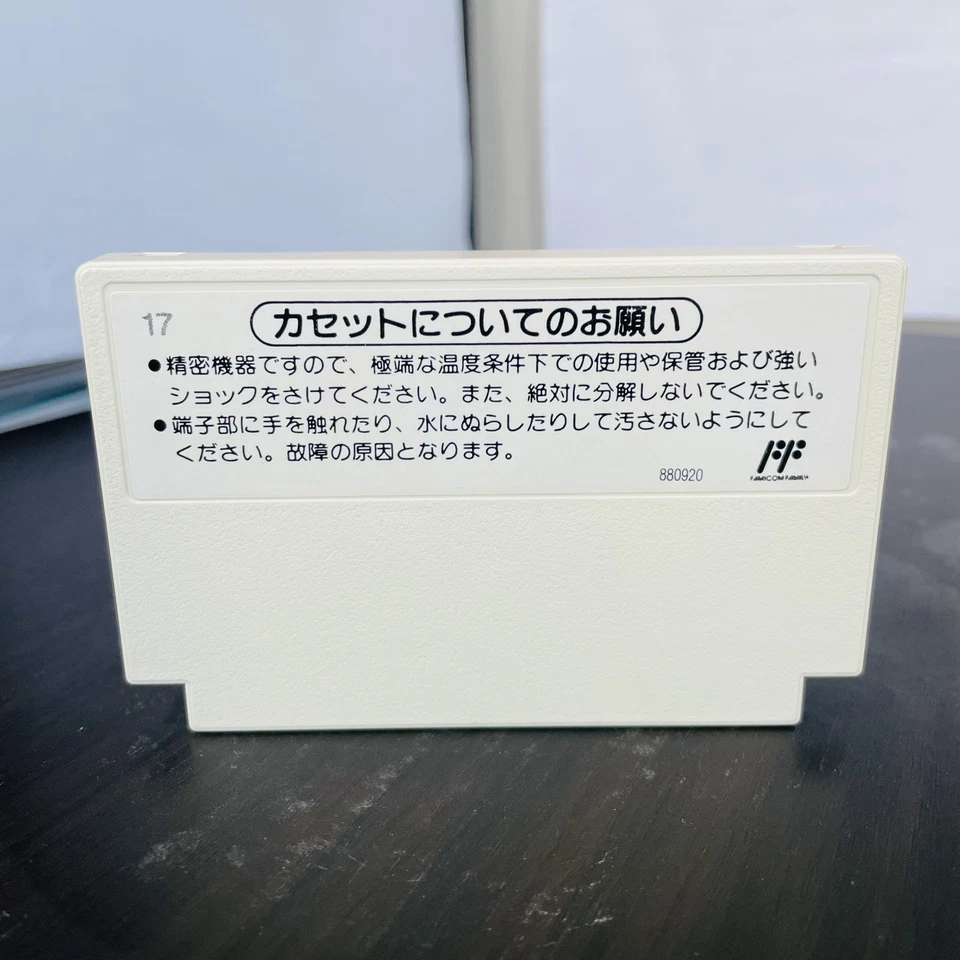 17
カセットについてのお願い
●精密機器ですので、極端な温度条件下での使用や保管および強い
ショックをさけてください。また、絶対に分解しないでください。
●端子部に手を触れたり、水にぬらしたりして汚さないようにして
ください。故障の原因となります。
880920
FAMICOM FAMILY